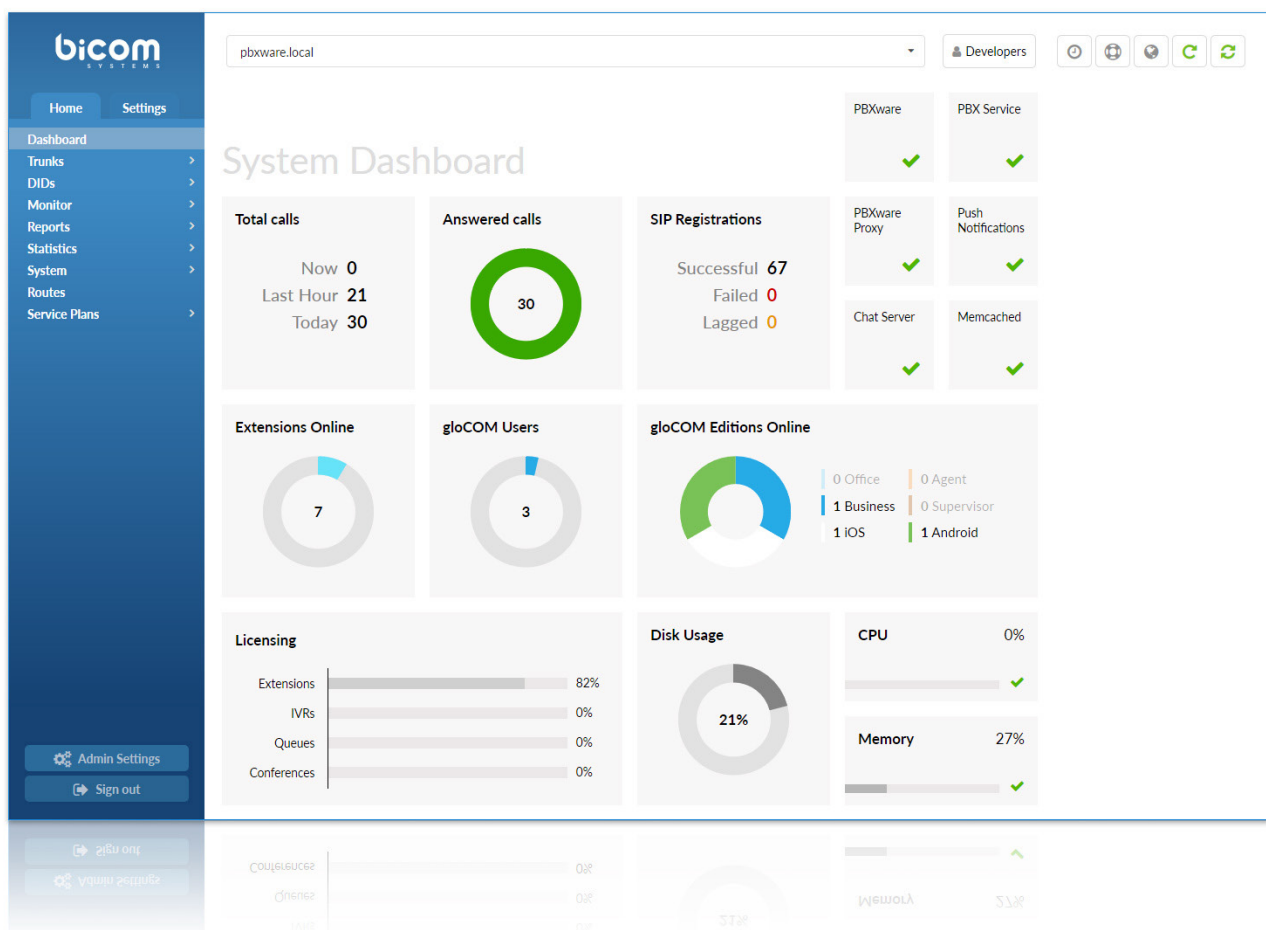 bicom
SYSTEMS
Home Settings
Dashboard
Trunks
DIDs
Monitor
Reports
Statistics
System
Routes
Service Plans
Admin Settings
Sign out
pbxware.local
Developers
System Dashboard
PBXware
PBX Service
Total calls
Now 0
Last Hour 21
Today 30
Answered calls
30
SIP Registrations
Successful 67
Failed 0
Lagged 0
PBXware
Proxy
Push
Notifications
Chat Server
Memcached
Extensions Online
7
gloCOM Users
3
gloCOM Editions Online
0 Office 0 Agent
1 Business 0 Supervisor
1 iOS 1 Android
Licensing
Extensions 82%
IVRs 0%
Queues 0%
Conferences 0%
Disk Usage
21%
CPU 0%
Memory 27%